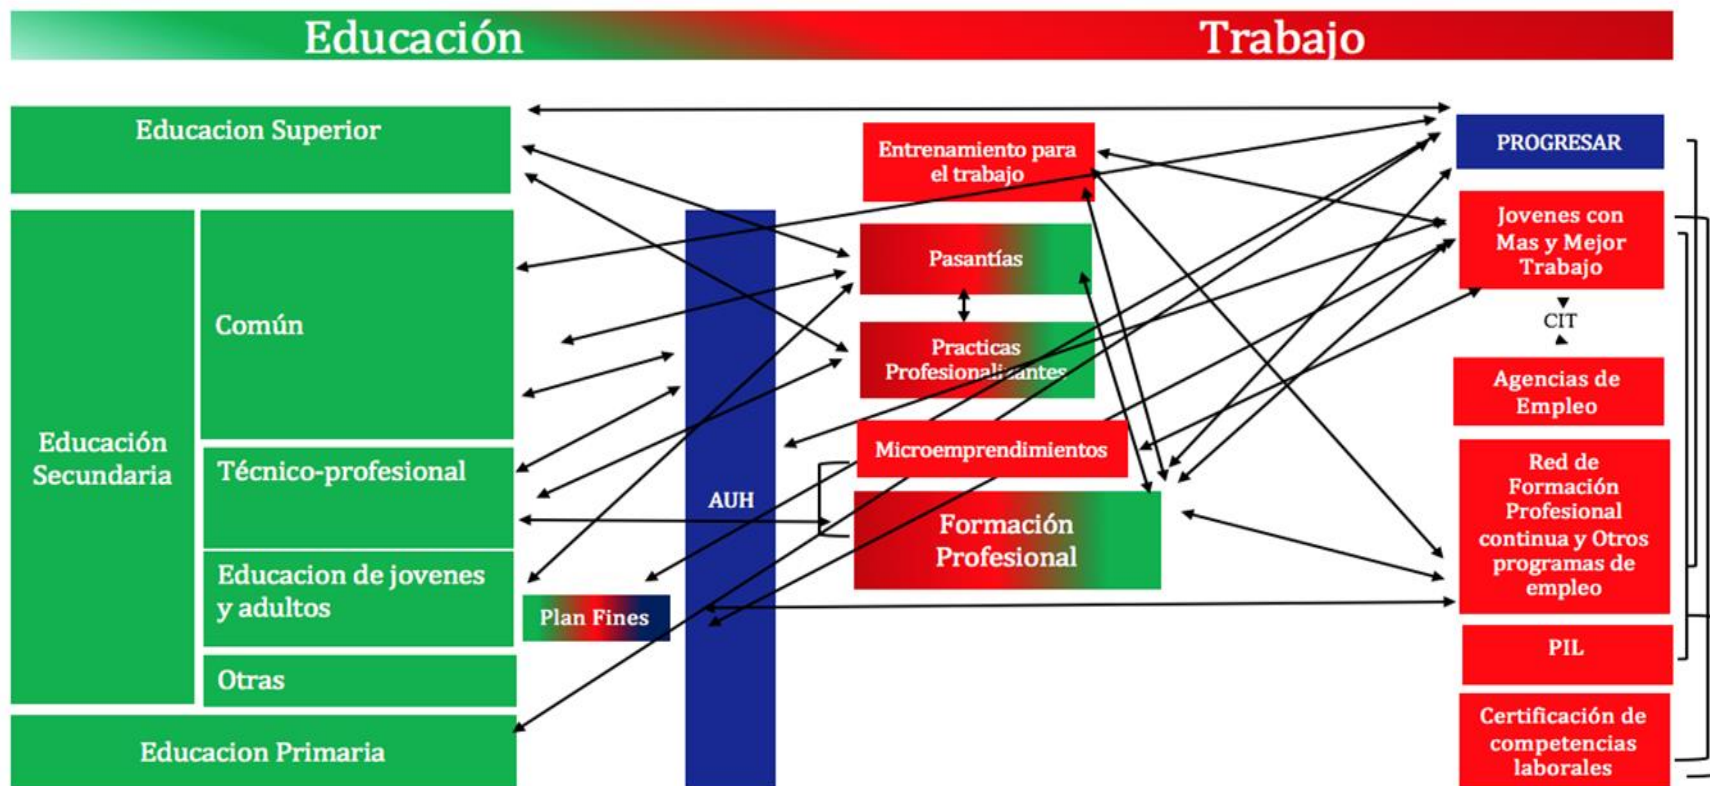 Educación
Trabajo
Educacion Superior
Educación
Secundaria
Común
Técnico-profesional
Educacion de jovenes
y adultos
Otras
Educacion Primaria
Plan Fines
AUH
Entrenamiento para
el trabajo
Pasantías
Practicas
Profesionalizantes
Microemprendimientos
Formación
Profesional
PROGRESAR
Jovenes con
Mas y Mejor
Trabajo
CIT
Agencias de
Empleo
Red de
Formación
Profesional
continua y Otros
programas de
empleo
PIL
Certificación de
competencias
laborales